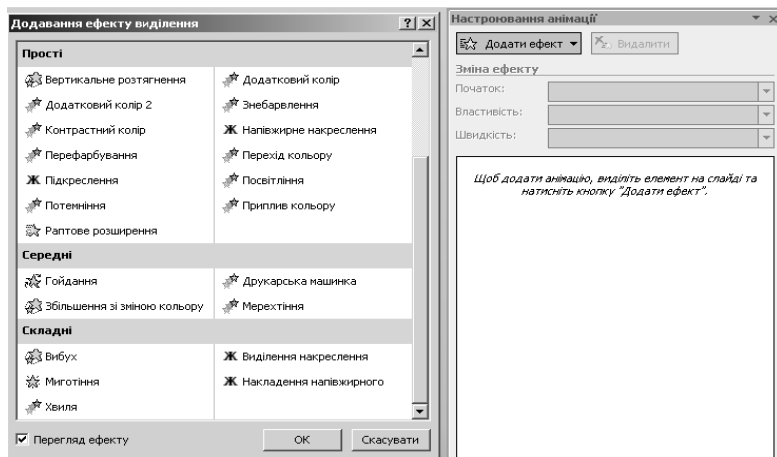 Додавання ефекту виділення
Прості
Вертикальне розтягнення
Додатковий колір
Додатковий колір 2
Знебарвлення
Контрастний колір
Напівжирне накреслення
Перефарбування
Перехід кольору
Підкреслення
Посвітління
Потемніння
Приплив кольору
Раптове розширення
Середні
Гойдання
Друкарська машинка
Збільшення зі зміною кольору
Мерехтіння
Складні
Вибух
Виділення накреслення
Миготіння
Накладення напівжирного
Хвиля
Перегляд ефекту
ОК
Скасувати
Настроювання анімації
Додати ефект
Видалити
Зміна ефекту
Початок:
Властивість:
Швидкість:
Щоб додати анімацію, виділіть елемент на слайді та
натисніть кнопку "Додати ефект".